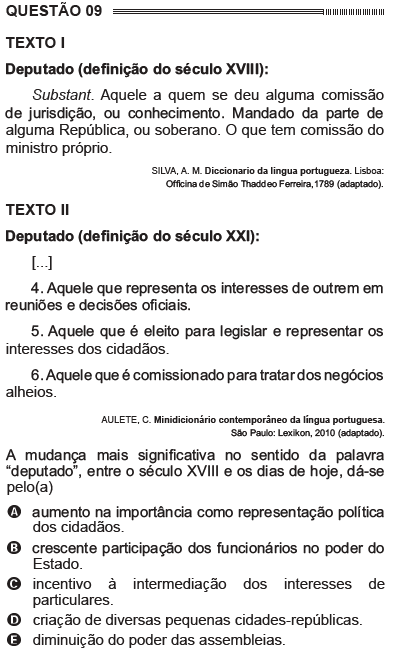 QUESTÃO 09
TEXTO I
Deputado (definição do século XVIII):
Substant. Aquele a quem se deu alguma comissão
de jurisdição, ou conhecimento. Mandado da parte de
alguma República, ou soberano. O que tem comissão do
ministro próprio.
SILVA, A. M. Diccionario da lingua portugueza. Lisboa:
Officina de Simão Thaddeo Ferreira,1789 (adaptado).
TEXTO II
Deputado (definição do século XXI):
[...]
4. Aquele que representa os interesses de outrem em
reuniões e decisões oficiais.
5. Aquele que é eleito para legislar e representar os
interesses dos cidadãos.
6. Aquele que é comissionado para tratar dos negócios
alheios.
AULETE, C. Minidicionário contemporâneo da língua portuguesa.
São Paulo: Lexikon, 2010 (adaptado).
A mudança mais significativa no sentido da palavra
“deputado”, entre o século XVIII e os dias de hoje, dá-se
pelo(a)
A aumento na importância como representação política
dos cidadãos.
B crescente participação dos funcionários no poder do
Estado.
C incentivo à intermediação dos interesses de
particulares.
D criação de diversas pequenas cidades-repúblicas.
E diminuição do poder das assembleias.